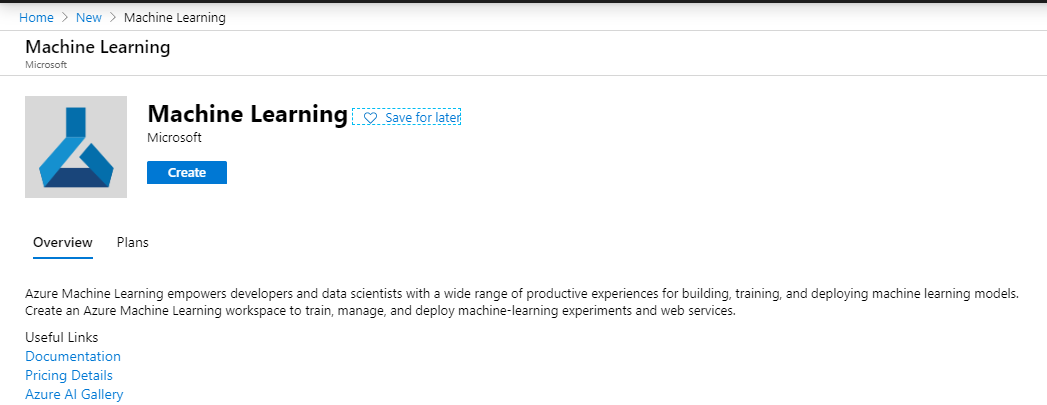 Home > New > Machine Learning
Machine Learning
Microsoft
Machine Learning Save for later
Microsoft
Create
Overview Plans
Azure Machine Learning empowers developers and data scientists with a wide range of productive experiences for building, training, and deploying machine learning models.
Create an Azure Machine Learning workspace to train, manage, and deploy machine-learning experiments and web services.
Useful Links
Documentation
Pricing Details
Azure AI Gallery